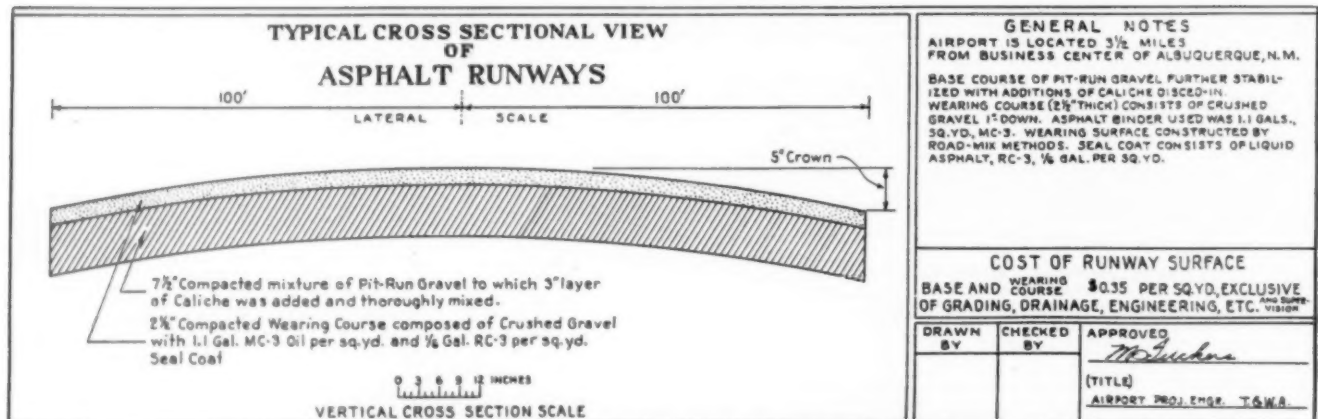 TYPICAL CROSS SECTIONAL VIEW
OF
ASPHALT RUNWAYS
100' 100'
LATERAL SCALE
5" Crown
7½" Compacted mixture of Pit-Run Gravel to which 3" layer
of Caliche was added and thoroughly mixed.
2½" Compacted Wearing Course composed of Crushed Gravel
with 1.1 Gal. MC-3 Oil per sq.yd. and ⅙ Gal. RC-3 per sq.yd.
Seal Coat
0 3 6 9 12 INCHES
VERTICAL CROSS SECTION SCALE
GENERAL NOTES
AIRPORT IS LOCATED 3½ MILES
FROM BUSINESS CENTER OF ALBUQUERQUE, N.M.
BASE COURSE OF PIT-RUN GRAVEL FURTHER STABIL-
IZED WITH ADDITIONS OF CALICHE DISCED-IN.
WEARING COURSE (2½" THICK) CONSISTS OF CRUSHED
GRAVEL 1" DOWN. ASPHALT BINDER USED WAS 1.1 GALS.,
SQ.YD., MC-3. WEARING SURFACE CONSTRUCTED BY
ROAD-MIX METHODS. SEAL COAT CONSISTS OF LIQUID
ASPHALT, RC-3, ⅙ GAL. PER SQ.YD.
COST OF RUNWAY SURFACE
BASE AND WEARING COURSE $0.35 PER SQ.YD., EXCLUSIVE
OF GRADING, DRAINAGE, ENGINEERING, ETC. AND SUPERVISION
DRAWN BY
CHECKED BY
APPROVED
(TITLE)
AIRPORT PROJ. ENGR. T.&W.A.